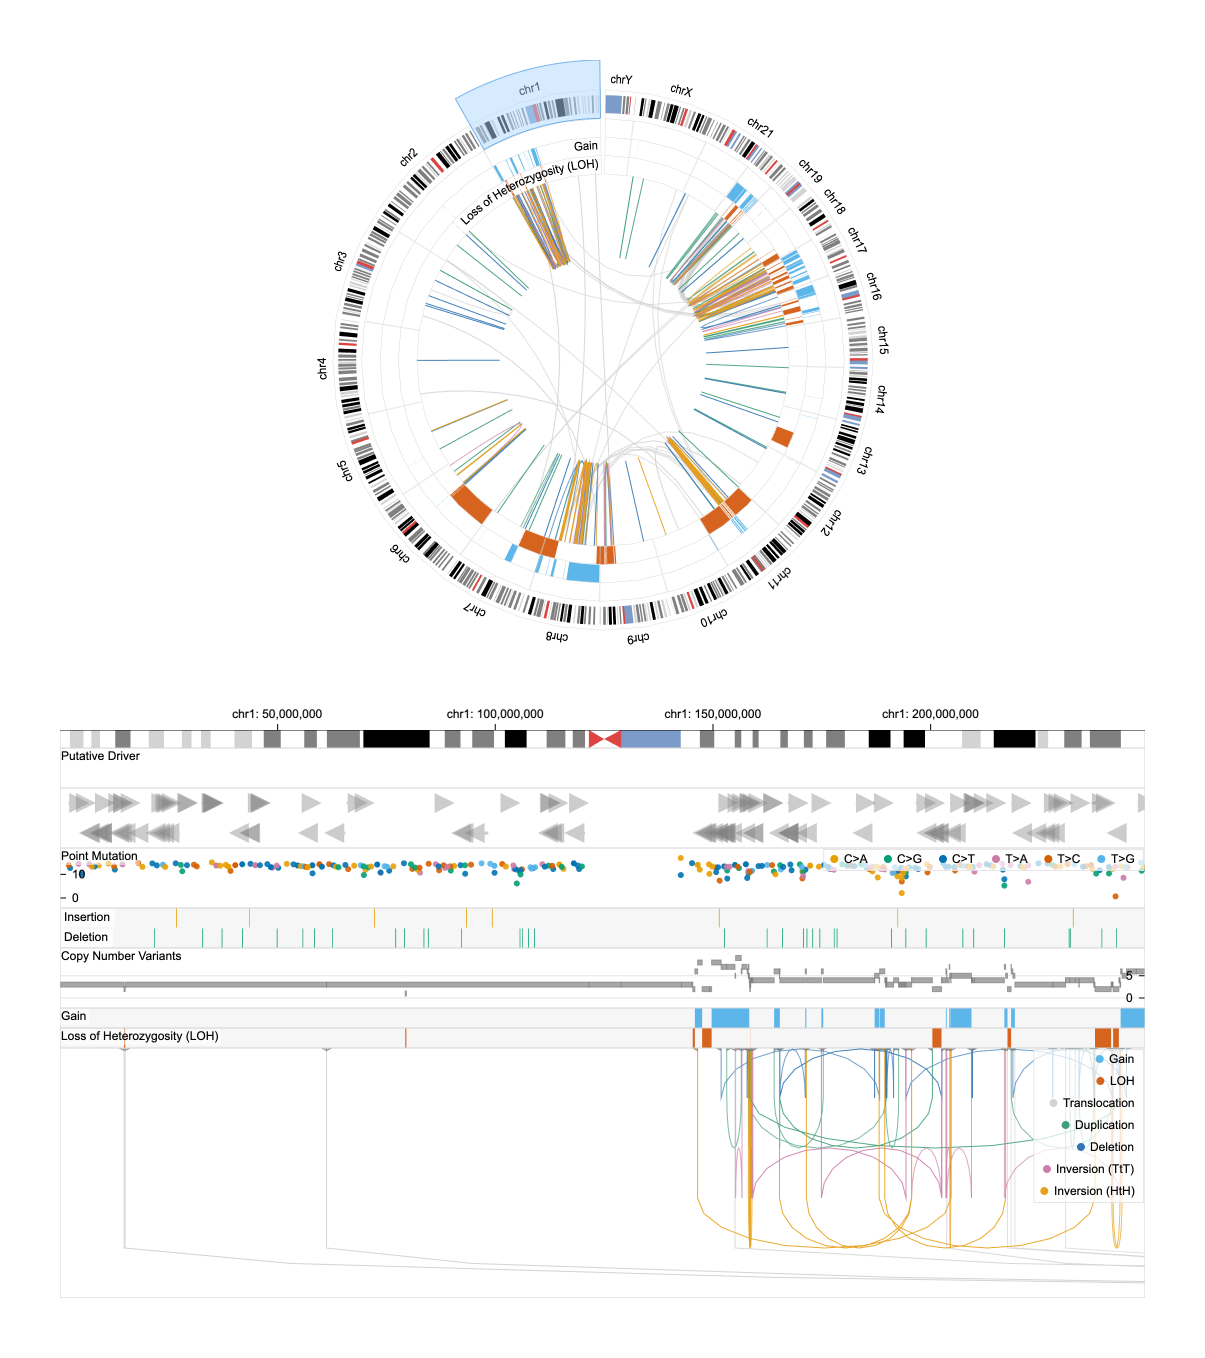 chrY
chrX
chr21
chr19
chr18
chr17
chr16
chr15
chr14
chr13
chr12
chr11
chr10
chr9
chr8
chr7
chr6
chr5
chr4
chr3
chr2
chr1
Gain
Loss of Heterozygosity (LOH)
chr1: 50,000,000 chr1: 100,000,000 chr1: 150,000,000 chr1: 200,000,000
Putative Driver
Point Mutation
C>A C>G C>T T>A T>C T>G
10
0
Insertion
Deletion
Copy Number Variants
5
0
Gain
Loss of Heterozygosity (LOH)
Gain
LOH
Translocation
Duplication
Deletion
Inversion (TtT)
Inversion (HtH)